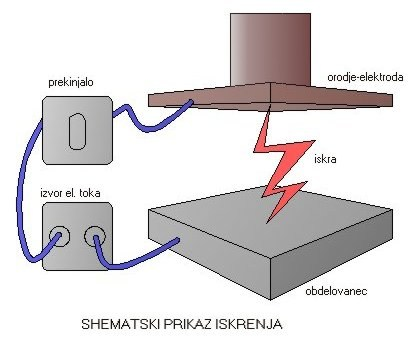 prekinjalo
orodje-elektroda
iskra
izvor el. toka
obdelovanec
SHEMATSKI PRIKAZ ISKRENJA